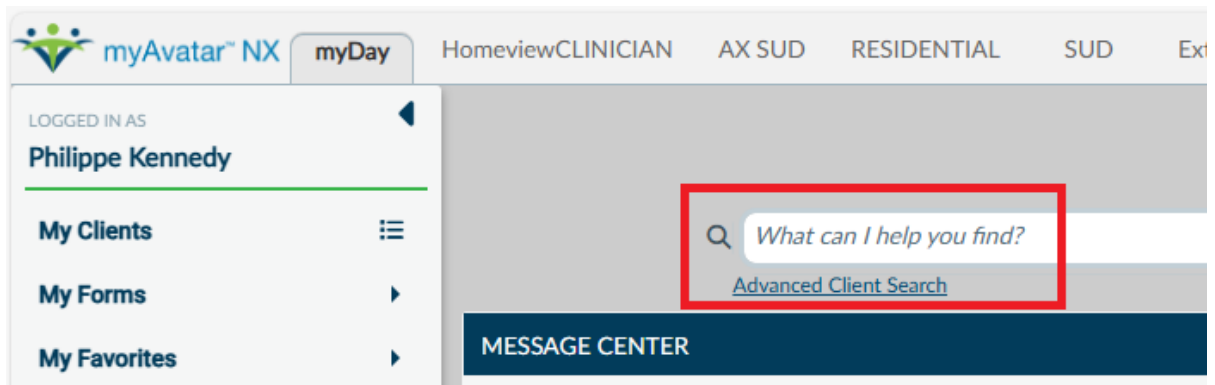 myAvatar™ NX myDay HomeviewCLINICIAN AX SUD RESIDENTIAL SUD Ext
LOGGED IN AS
Philippe Kennedy
My Clients
My Forms
My Favorites
What can I help you find?
Advanced Client Search
MESSAGE CENTER